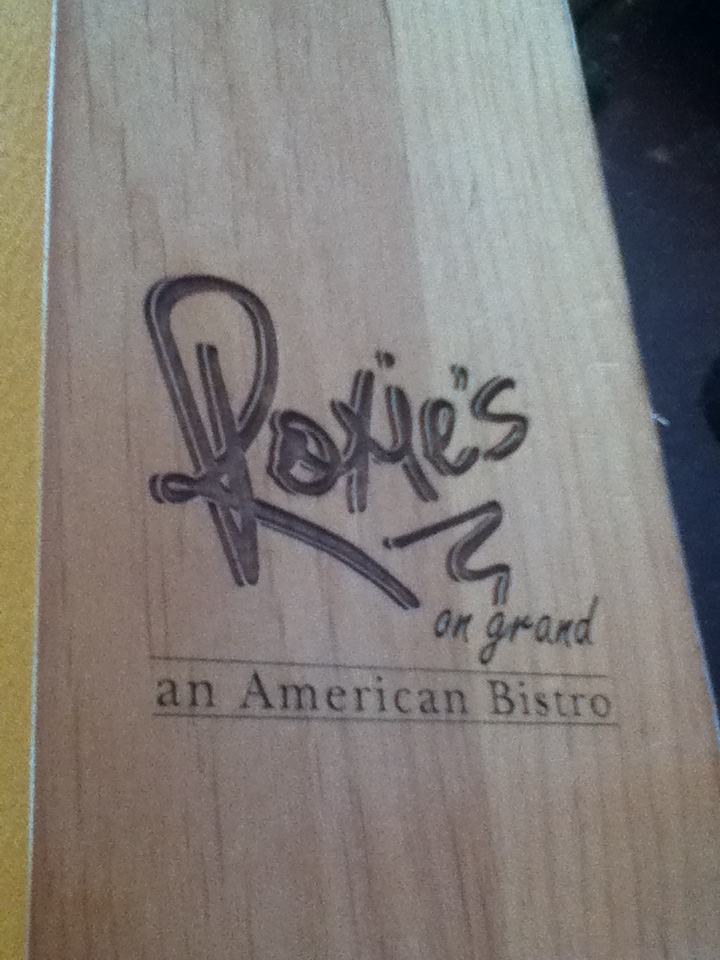 Roxie's
on grand
an American Bistro